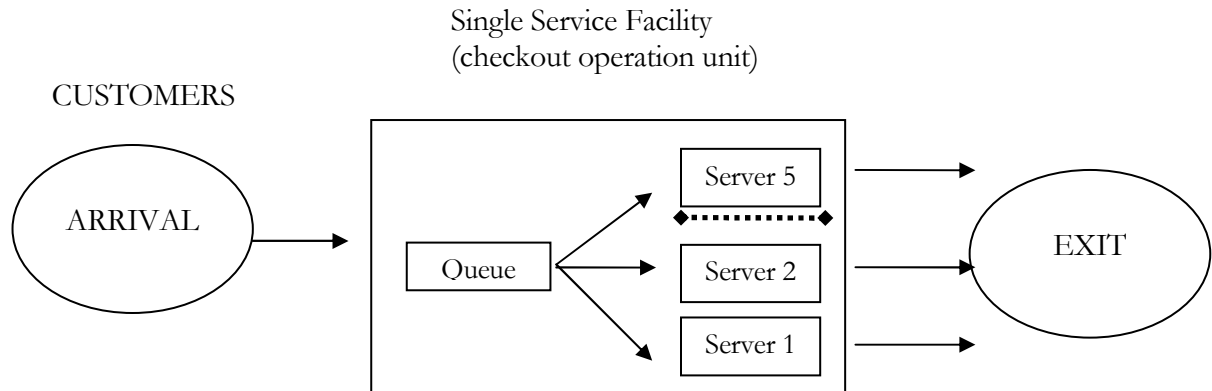 Single Service Facility
(checkout operation unit)
CUSTOMERS
ARRIVAL
Queue
Server 5
Server 2
Server 1
EXIT